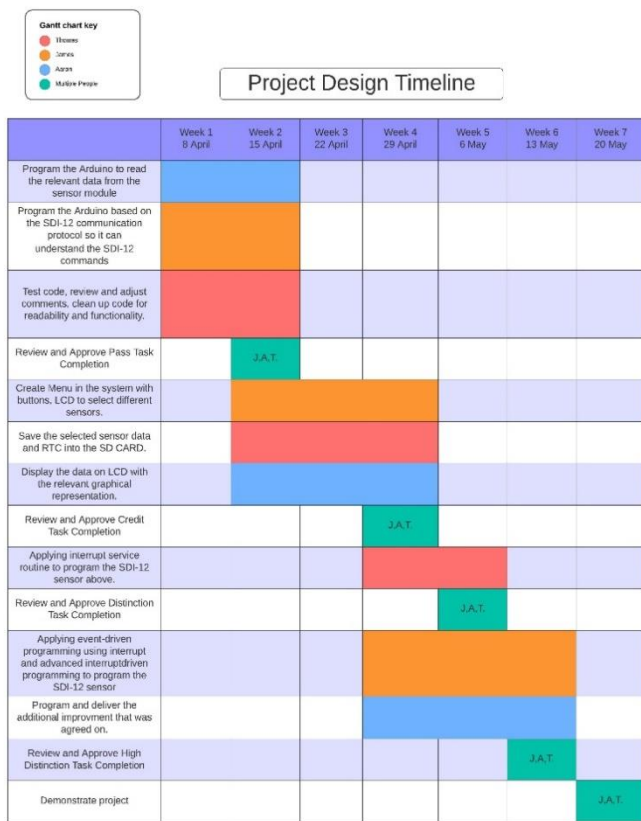 Gantt chart key
Thomas
James
Aaron
Multiple People
Project Design Timeline
Week 1
8 April
Week 2
15 April
Week 3
22 April
Week 4
29 April
Week 5
6 May
Week 6
13 May
Week 7
20 May
Program the Arduino to read
the relevant data from the
sensor module
Program the Arduino based on
the SDI-12 communication
protocol so it can
understand the SDI-12
commands
Test code, review and adjust
comments, clean up code for
readability and functionality.
Review and Approve Pass Task
Completion
J,A,T.
Create Menu in the system with
buttons, LCD to select different
sensors.
Save the selected sensor data
and RTC into the SD CARD.
Display the data on LCD with
the relevant graphical
representation.
Review and Approve Credit
Task Completion
J,A,T.
Applying interrupt service
routine to program the SDI-12
sensor above.
Review and Approve Distinction
Task Completion
J,A,T.
Applying event-driven
programming using interrupt
and advanced interruptdriven
programming to program the
SDI-12 sensor
Program and deliver the
additional improvment that was
agreed on.
Review and Approve High
Distinction Task Completion
J,A,T.
Demonstrate project
J,A,T.